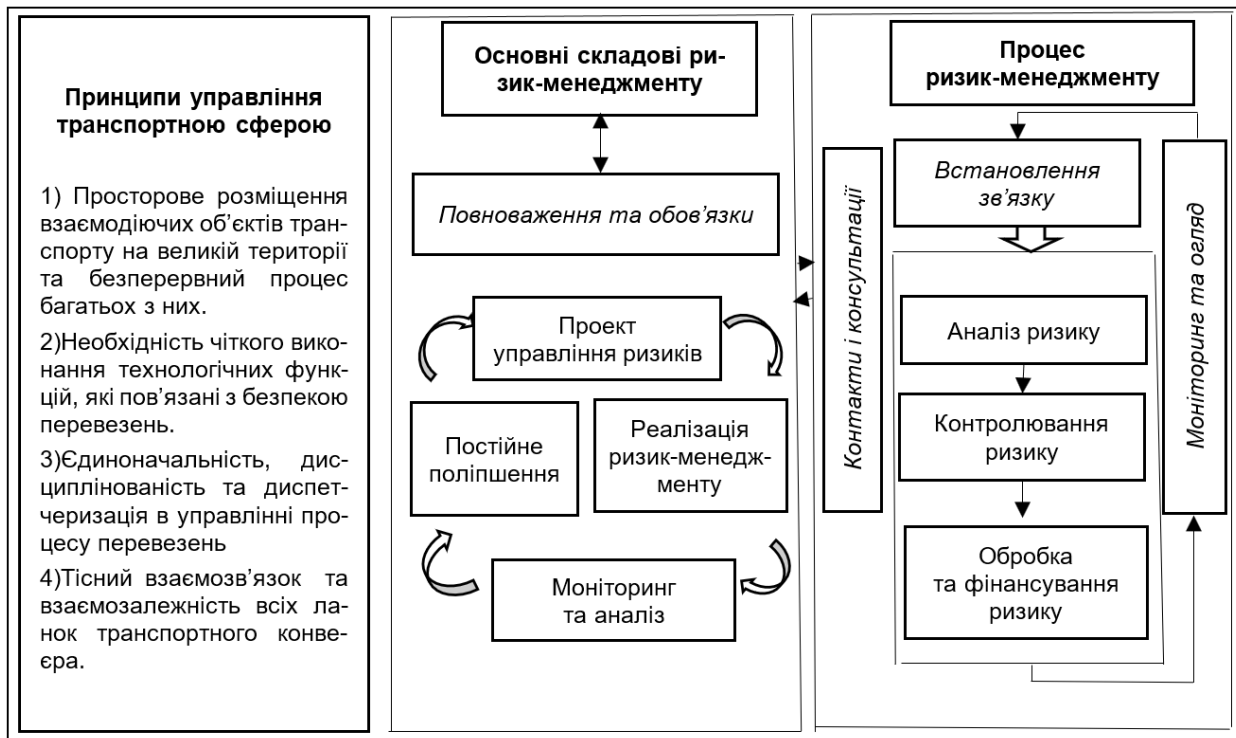 Принципи управління
транспортною сферою
1) Просторове розміщення
взаємодіючих об’єктів тран-
спорту на великій території
та безперервний процес
багатьох з них.
2)Необхідність чіткого вико-
нання технологічних функ-
цій, які пов’язані з безпекою
перевезень.
3)Єдиноначальність, дис-
циплінованість та диспет-
черизація в управлінні про-
цесу перевезень
4)Тісний взаємозв’язок та
взаємозалежність всіх ла-
нок транспортного конве-
єра.
Основні складові ри-
зик-менеджменту
Повноваження та обов’язки
Проект
управління ризиків
Постійне
поліпшення
Реалізація
ризик-менедж-
менту
Моніторинг
та аналіз
Процес
ризик-менеджменту
Контакти і консультації
Встановлення
зв’язку
Аналіз ризику
Контролювання
ризику
Обробка
та фінансування
ризику
Моніторинг та огляд